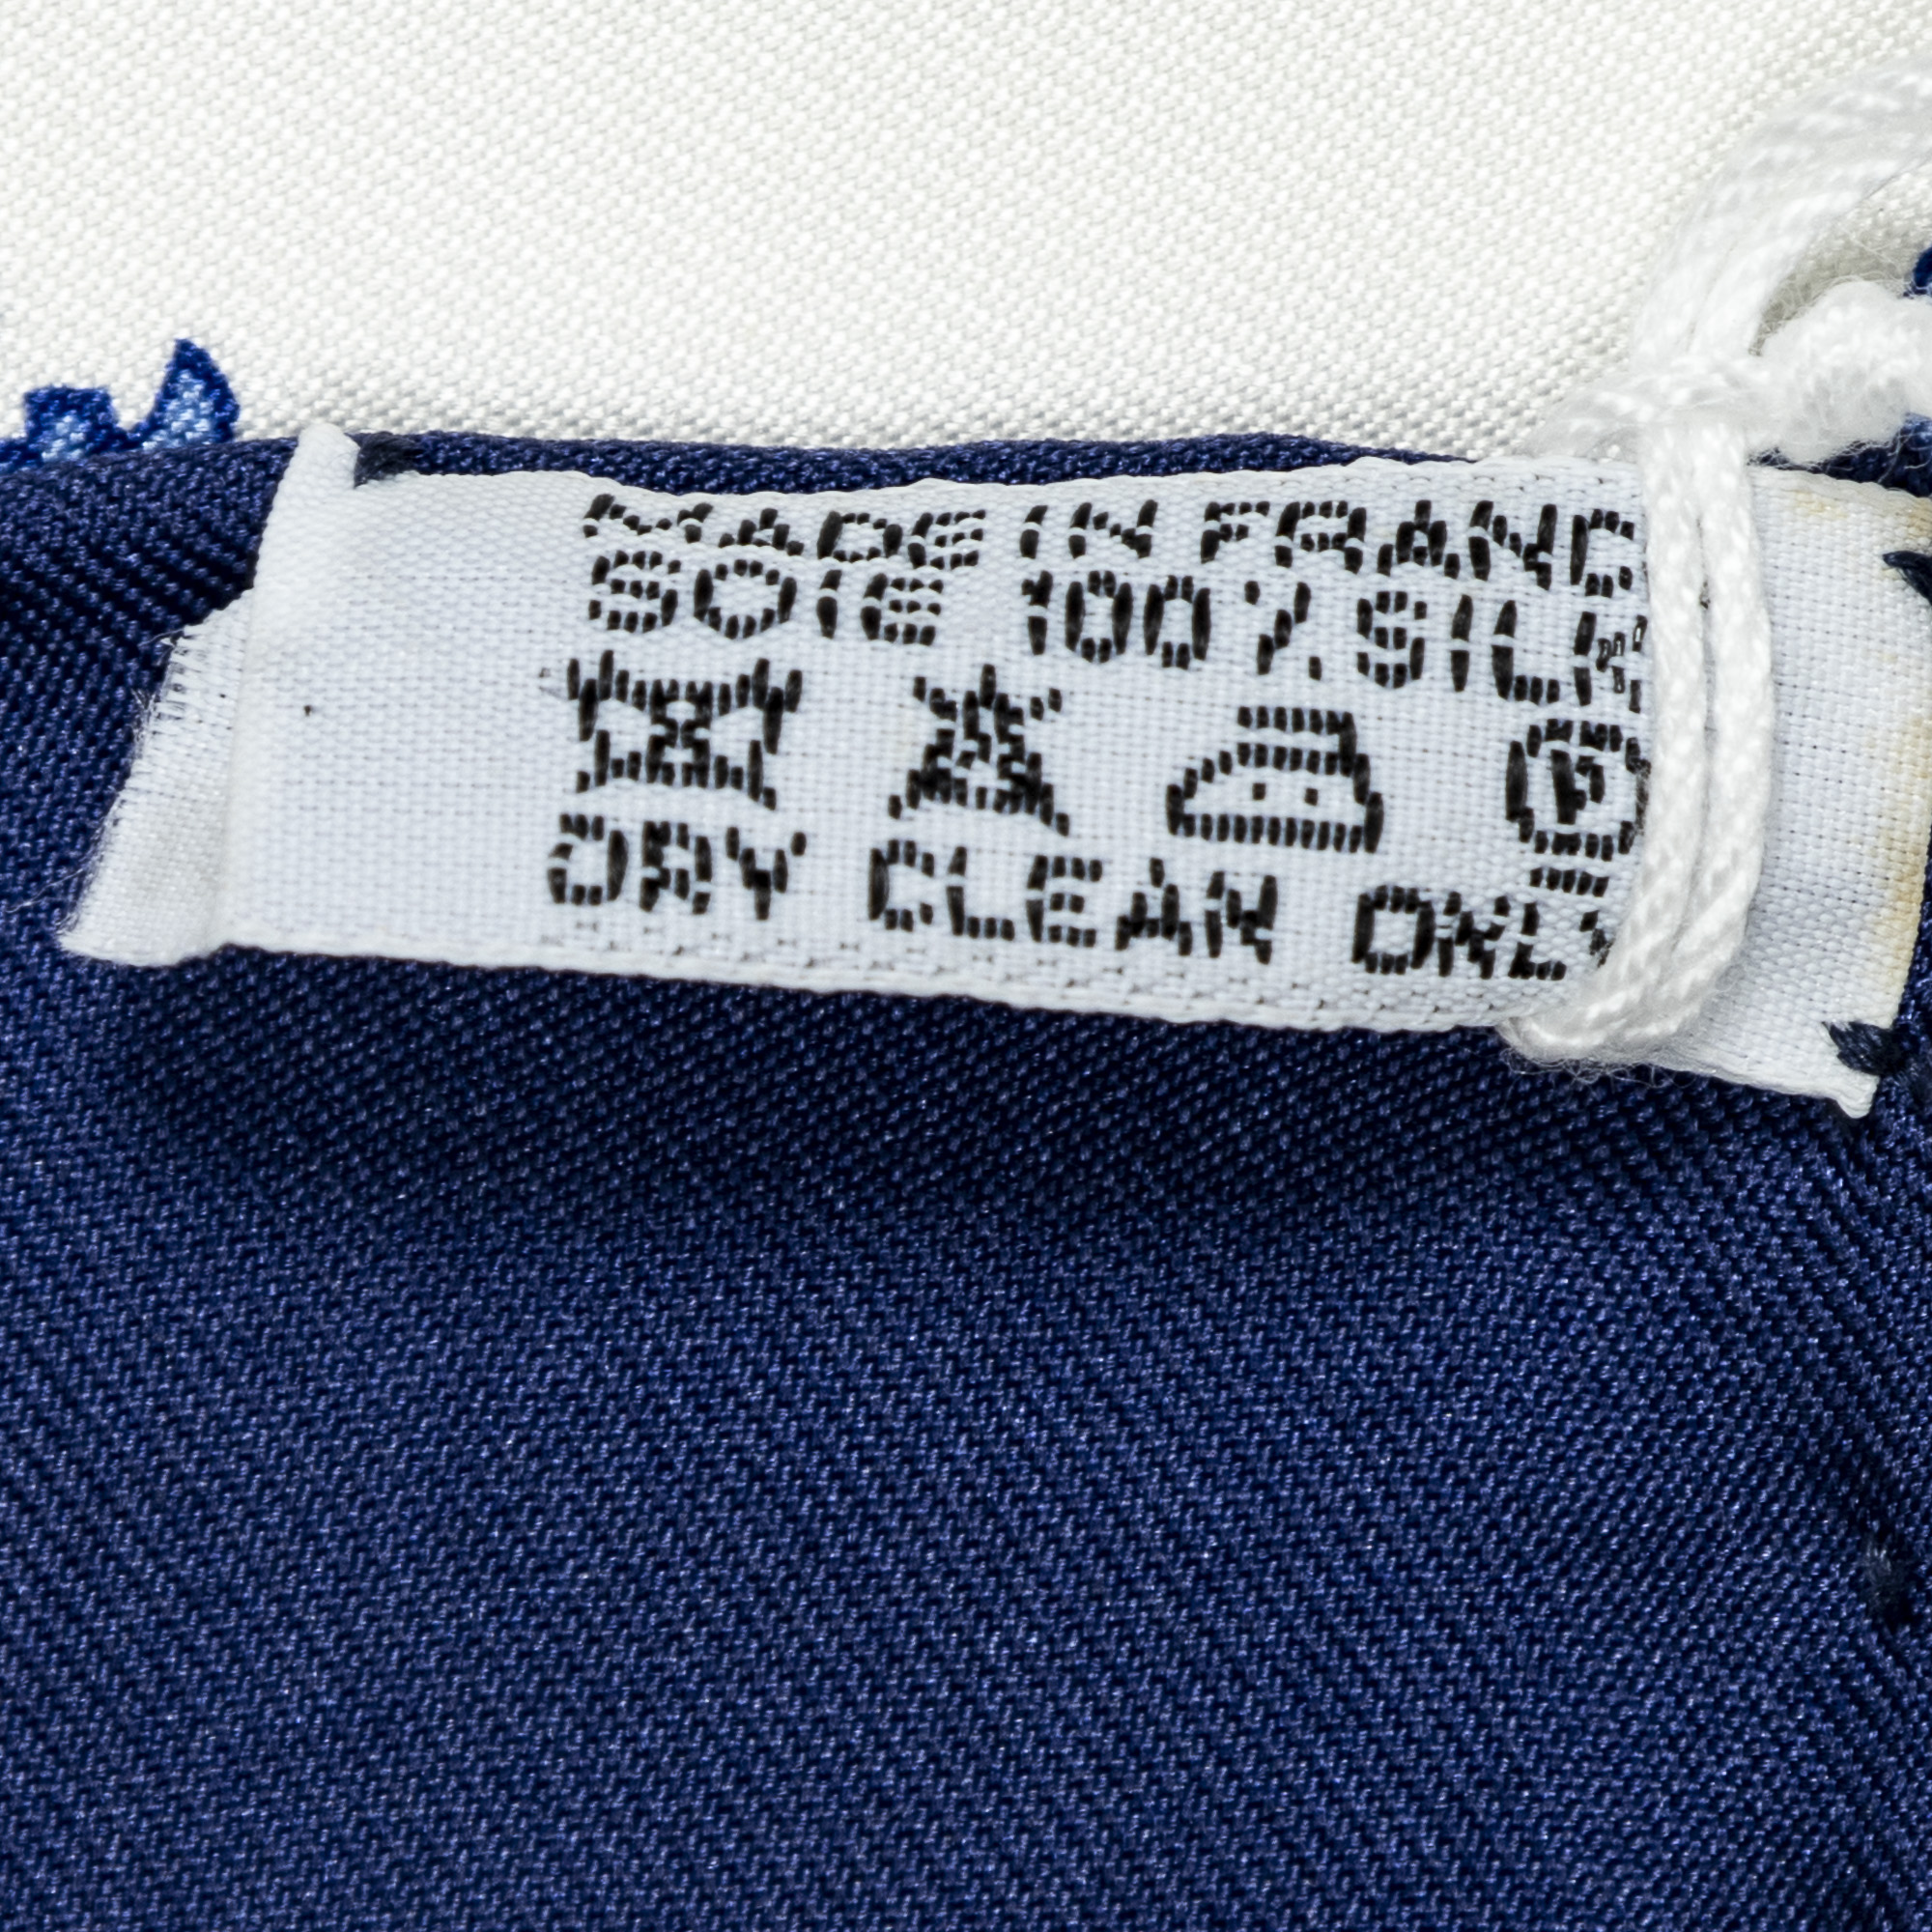 MADE IN FRANC
SOIE 100% SILK
P
DRY CLEAN ONLY